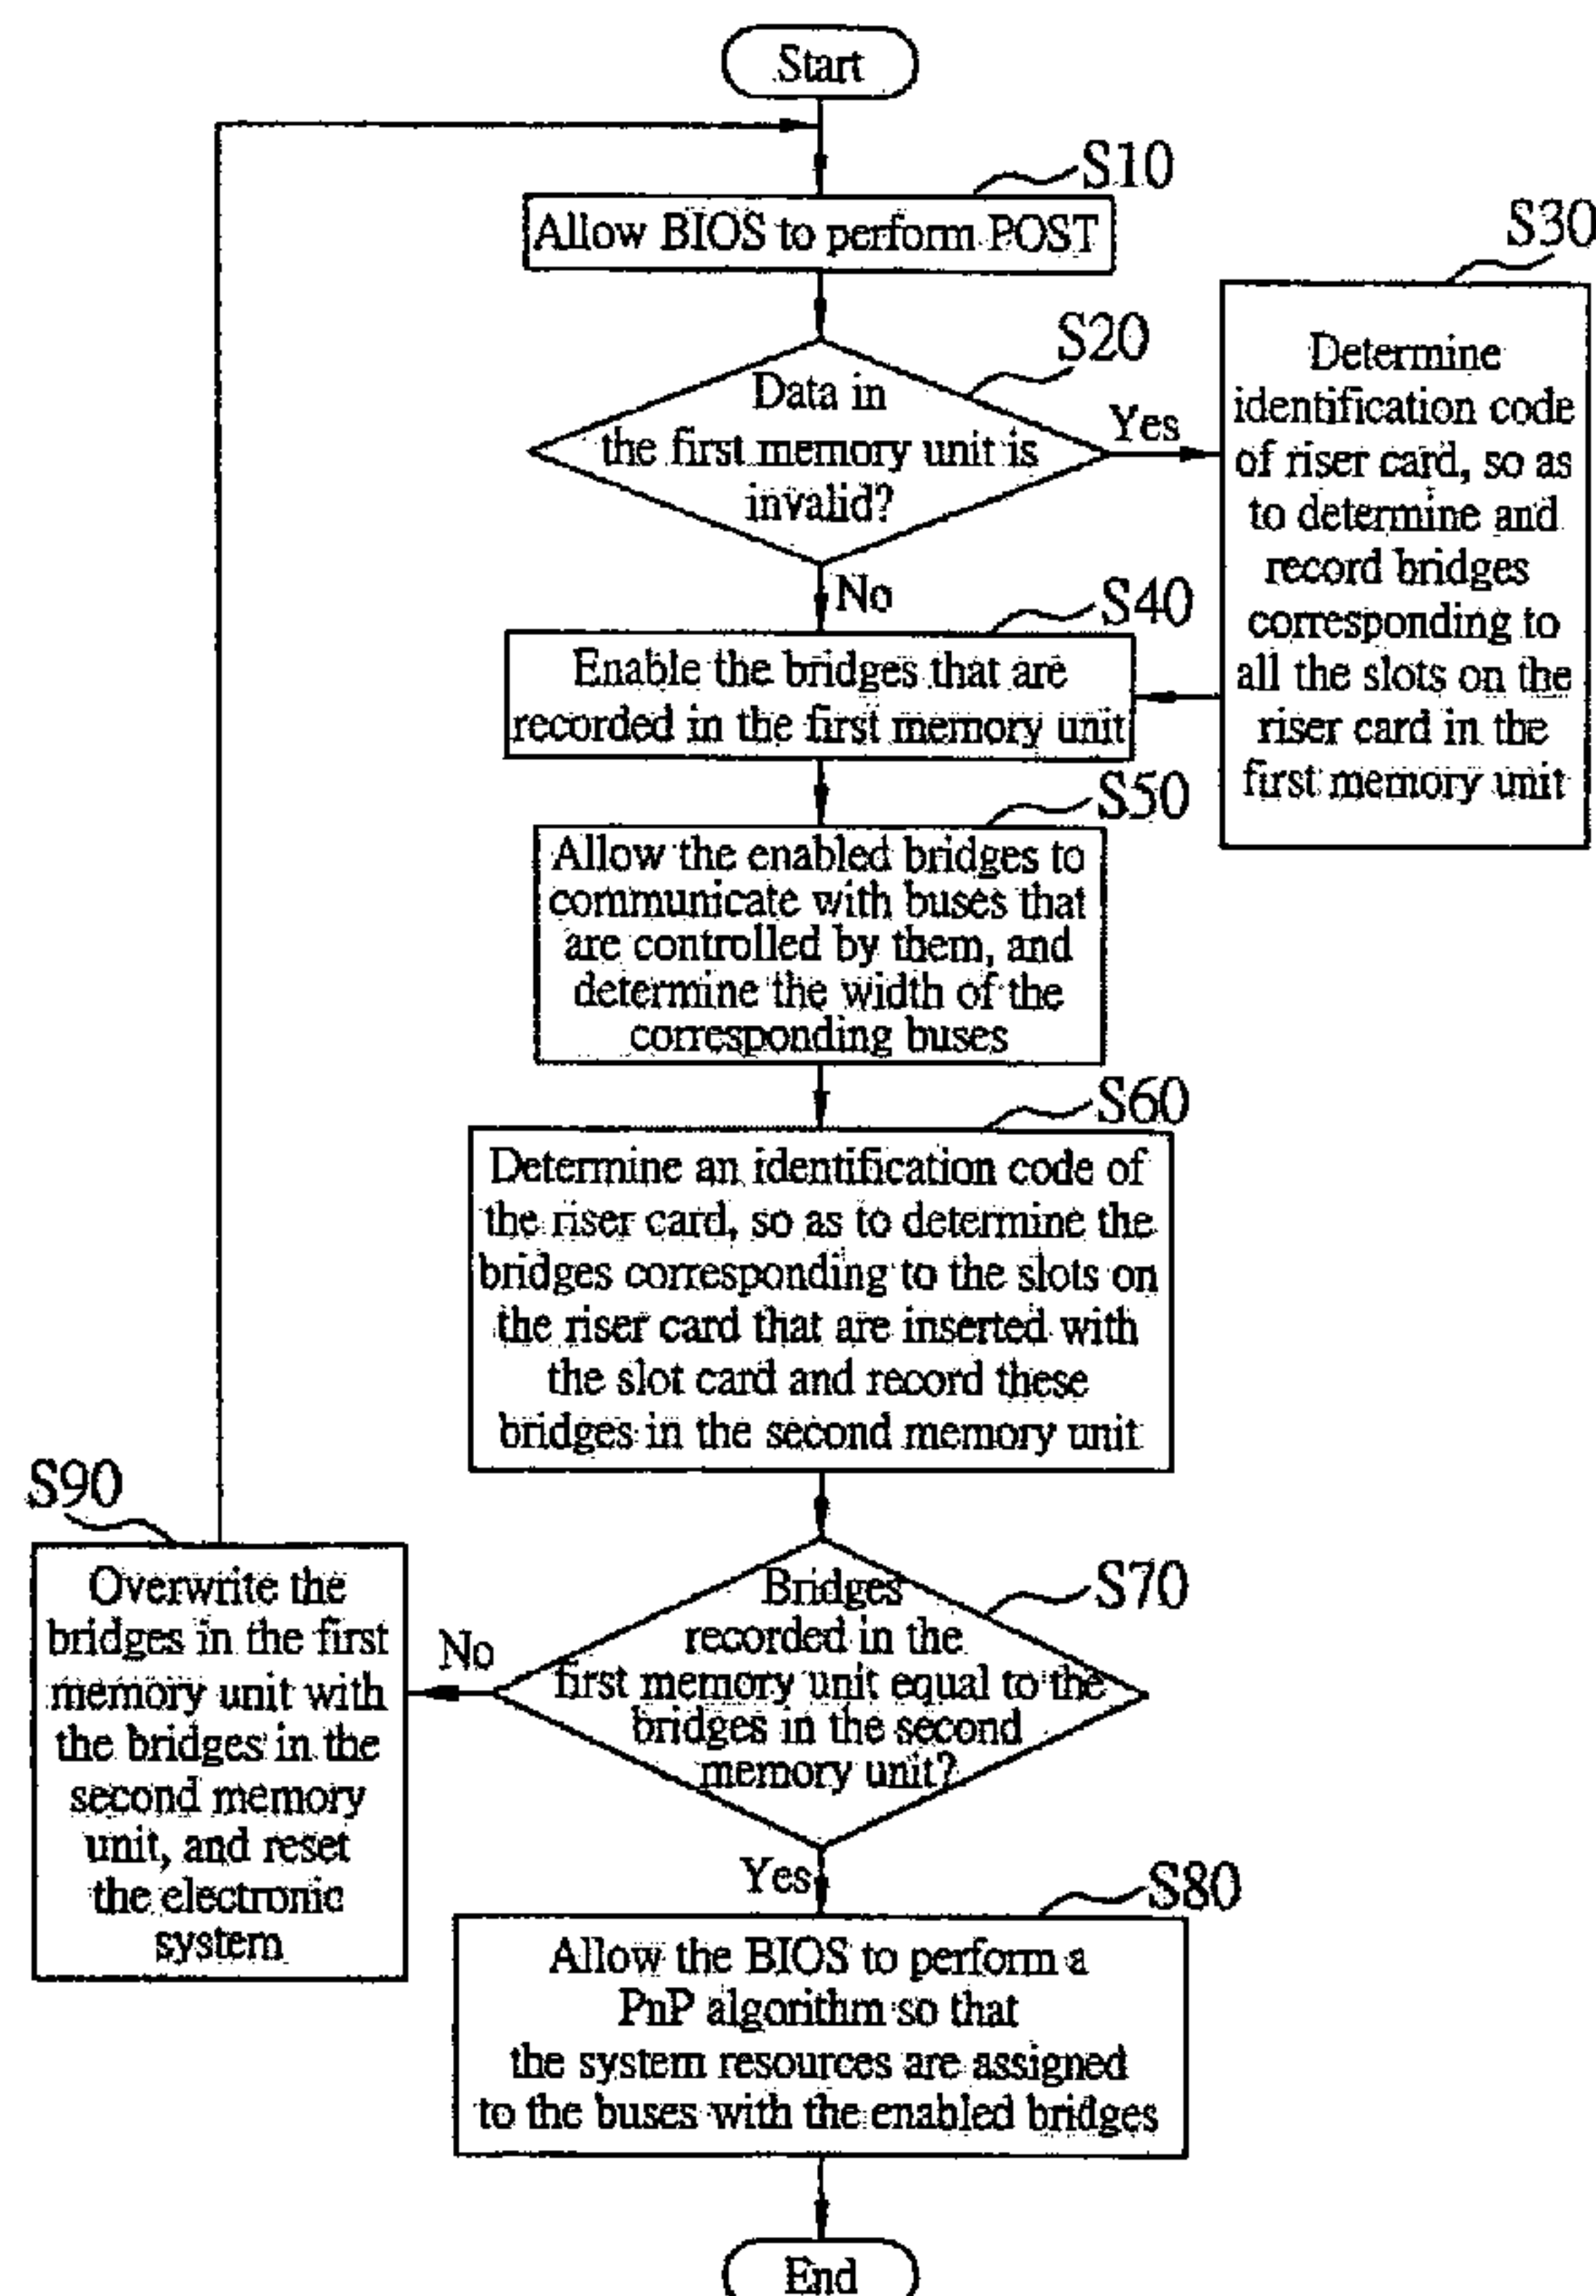 Start
S10
Allow BIOS to perform POST
S20
Data in
the first memory unit is
invalid?
Yes
No
S30
Determine
identification code
of riser card, so as
to determine and
record bridges
corresponding to
all the slots on the
riser card in the
first memory unit
S40
Enable the bridges that are
recorded in the first memory unit
S50
Allow the enabled bridges to
communicate with buses that
are controlled by them, and
determine the width of the
corresponding buses
S60
Determine an identification code of
the riser card, so as to determine the
bridges corresponding to the slots on
the riser card that are inserted with
the slot card and record these
bridges in the second memory unit
S70
Bridges
recorded in the
first memory unit equal to the
bridges in the second
memory unit?
No
Yes
S90
Overwrite the
bridges in the first
memory unit with
the bridges in the
second memory
unit, and reset
the electronic
system
S80
Allow the BIOS to perform a
PnP algorithm so that
the system resources are assigned
to the buses with the enabled bridges
End